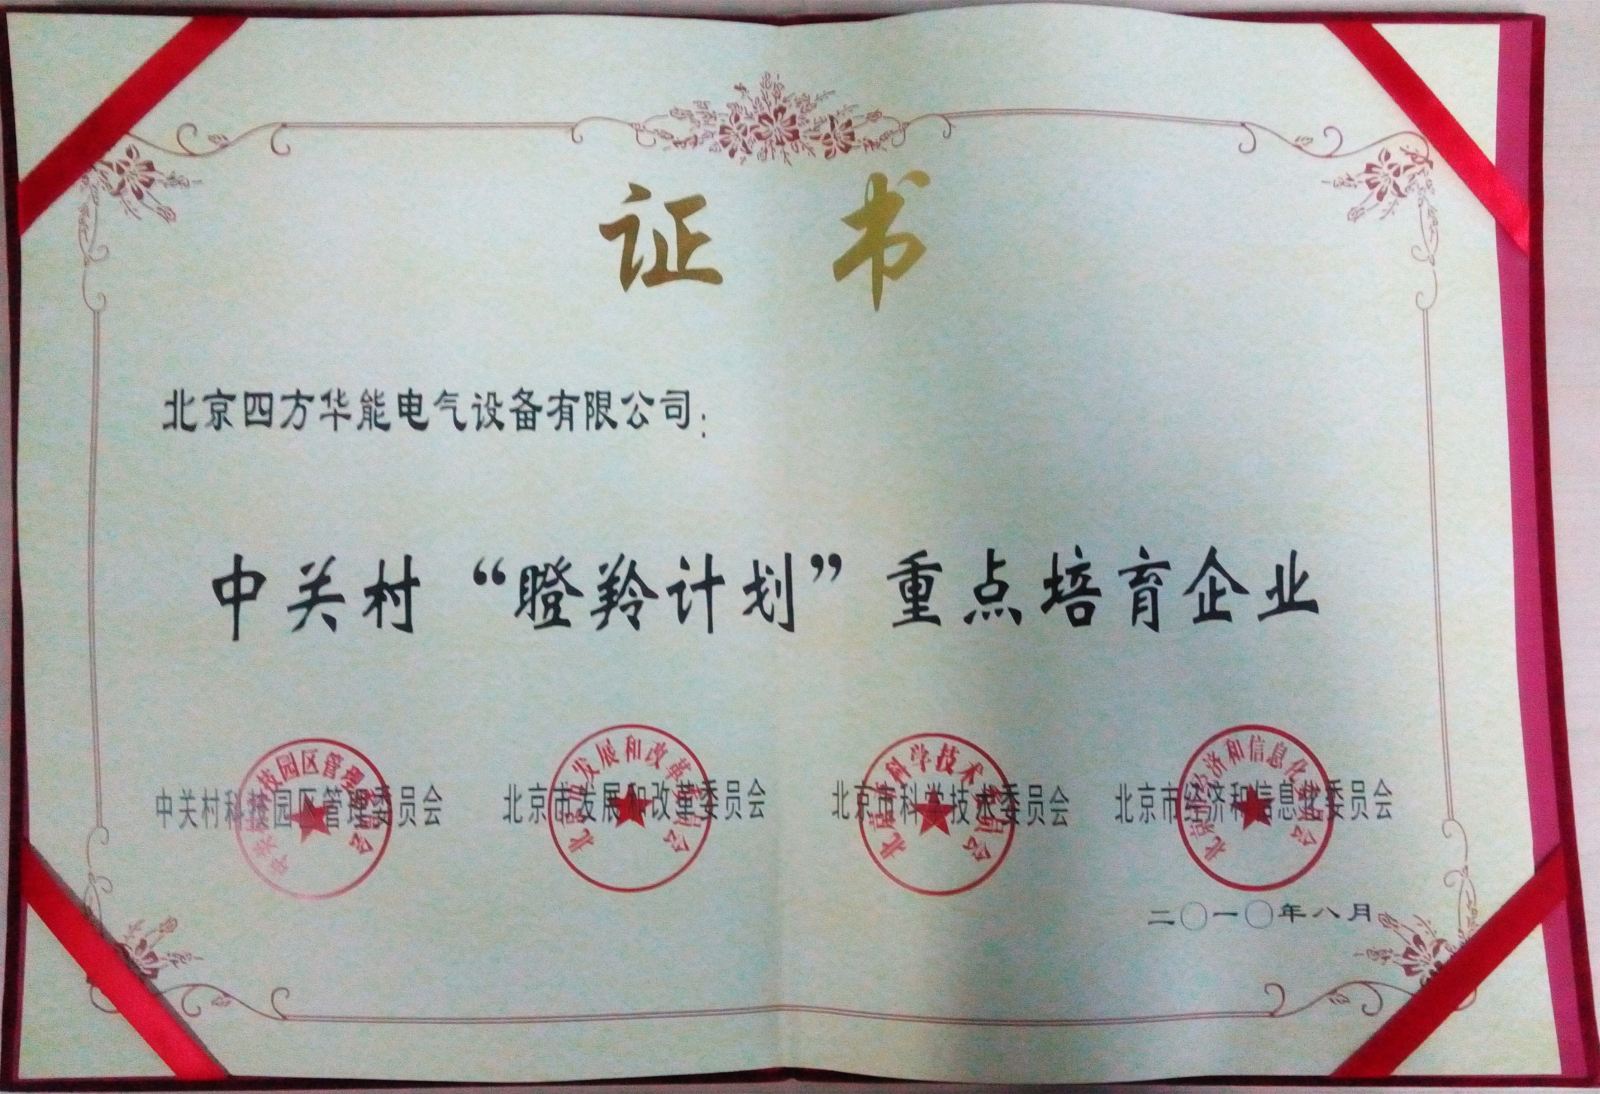 证书
北京四方华能电气设备有限公司：
中关村“瞪羚计划”重点培育企业
中关村科技园区管理委员会 北京市发展和改革委员会 北京市科学技术委员会 北京市经济和信息化委员会
二〇一〇年八月